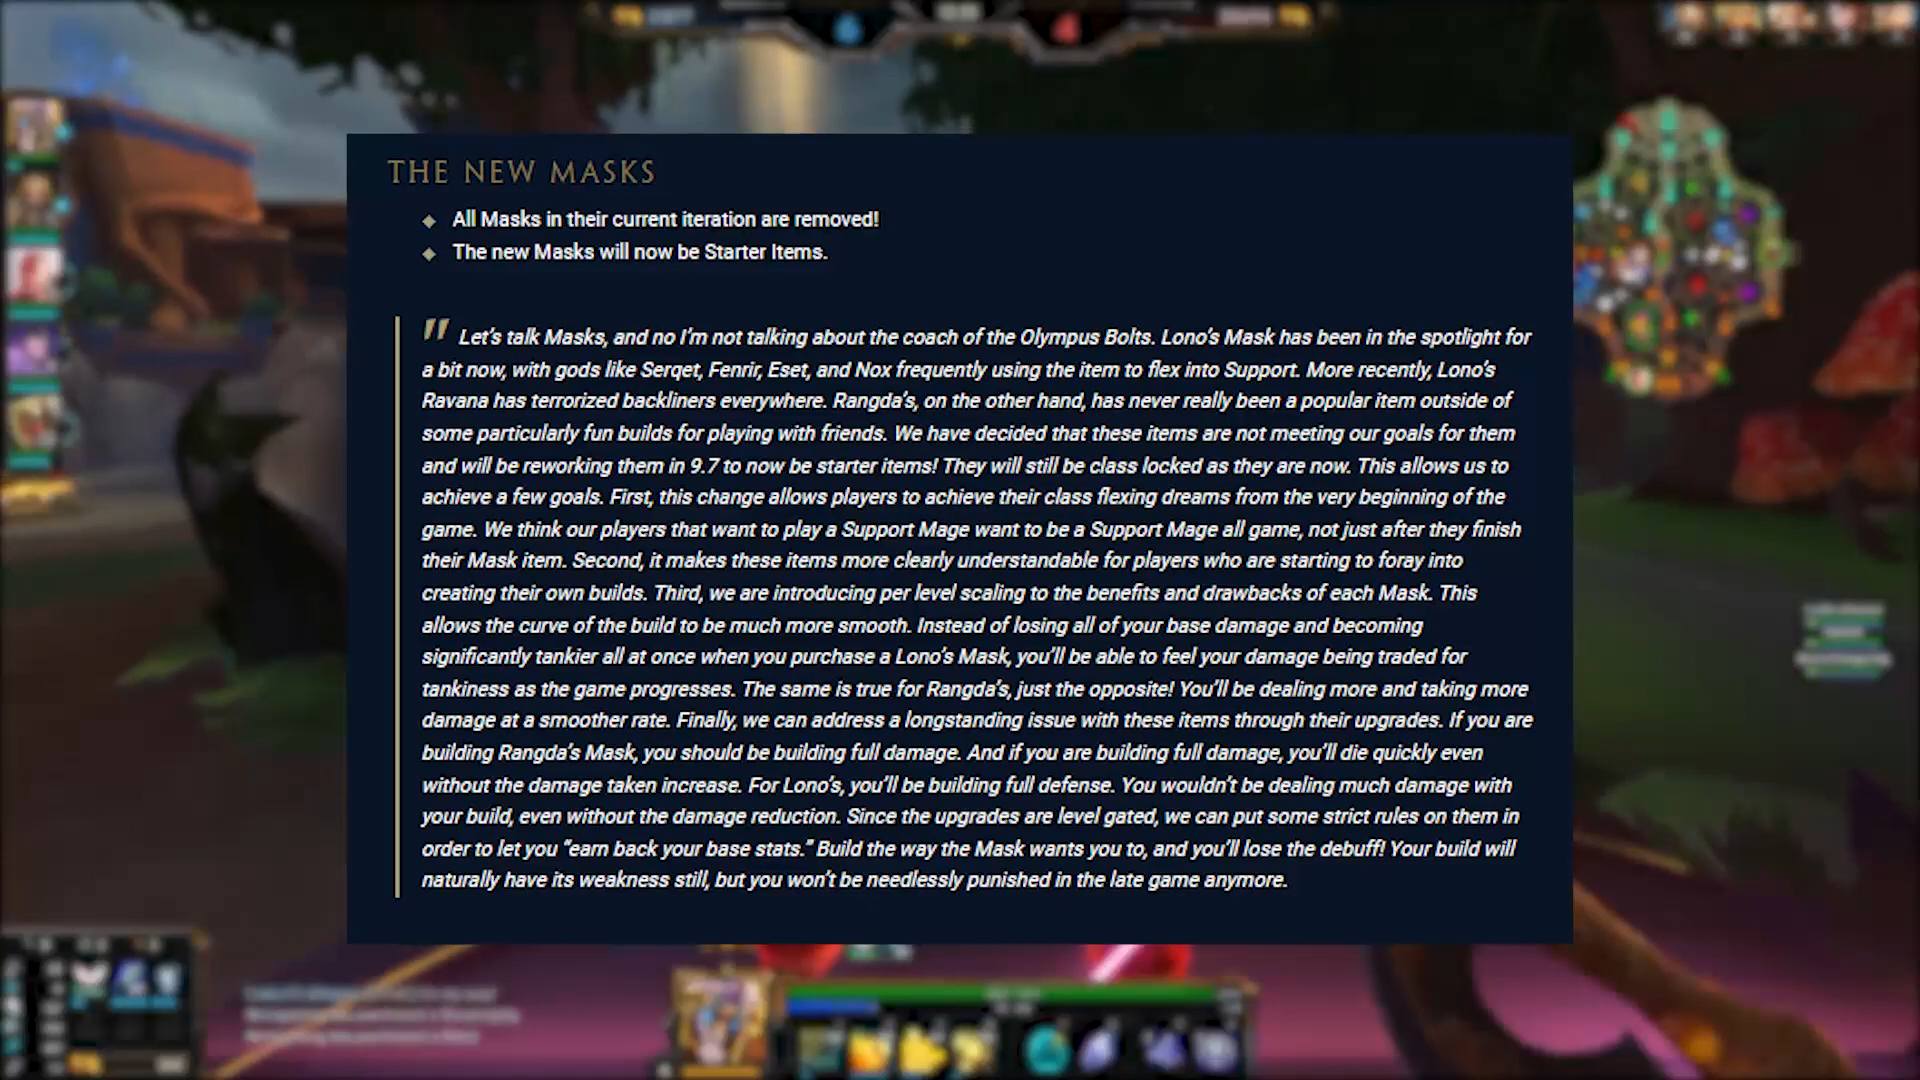 THE NEW MASKS
All Masks in their current iteration are removed!
The new Masks will now be Starter Items.
" Let's talk Masks, and no I'm not talking about the coach of the Olympus Bolts. Lono's Mask has been in the spotlight for
a bit now, with gods like Serqet, Fenrir, Eset, and Nox frequently using the item to flex into Support. More recently, Lono's
Ravana has terrorized backliners everywhere. Rangda's, on the other hand, has never really been a popular item outside of
some particularly fun builds for playing with friends. We have decided that these items are not meeting our goals for them
and will be reworking them in 9.7 to now be starter items! They will still be class locked as they are now. This allows us to
achieve a few goals. First, this change allows players to achieve their class flexing dreams from the very beginning of the
game. We think our players that want to play a Support Mage want to be a Support Mage all game, not just after they finish
their Mask item. Second, it makes these items more clearly understandable for players who are starting to foray into
creating their own builds. Third, we are introducing per level scaling to the benefits and drawbacks of each Mask. This
allows the curve of the build to be much more smooth. Instead of losing all of your base damage and becoming
significantly tankier all at once when you purchase a Lono's Mask, you'll be able to feel your damage being traded for
tankiness as the game progresses. The same is true for Rangda's, just the opposite! You'll be dealing more and taking more
damage at a smoother rate. Finally, we can address a longstanding issue with these items through their upgrades. If you are
building Rangda's Mask, you should be building full damage. And if you are building full damage, you'll die quickly even
without the damage taken increase. For Lono's, you'll be building full defense. You wouldn't be dealing much damage with
your build, even without the damage reduction. Since the upgrades are level gated, we can put some strict rules on them in
order to let you “earn back your base stats.” Build the way the Mask wants you to, and you'll lose the debuff! Your build will
naturally have its weakness still, but you won't be needlessly punished in the late game anymore.